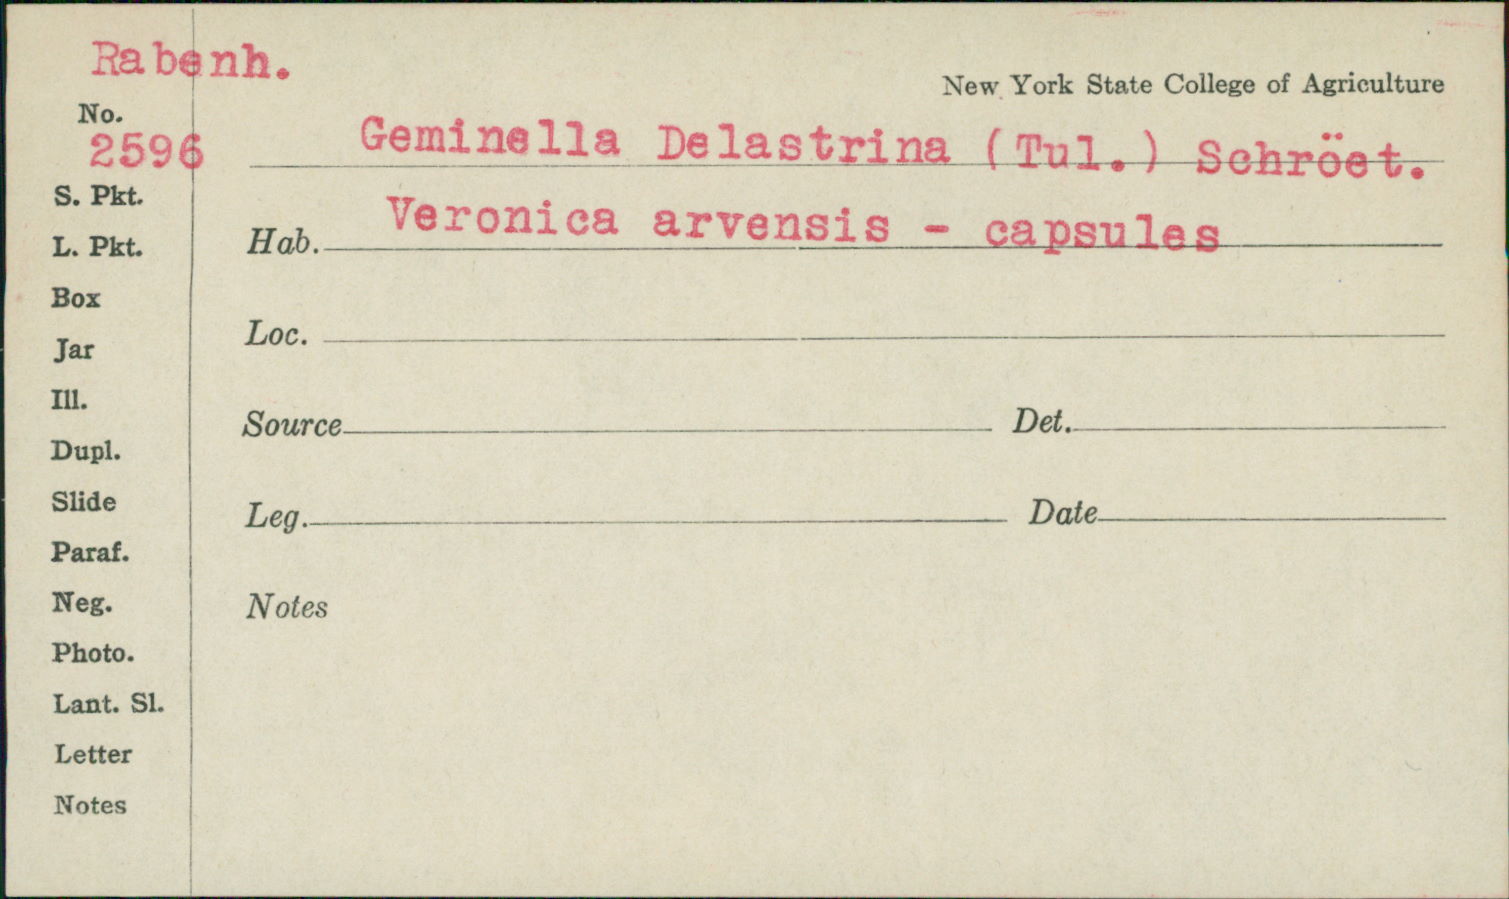 Rabenh.
New York State College of Agriculture
No.
2596
Geminella Delastrina (Tul.) Schröet.
S. Pkt.
Hab. Veronica arvensis - capsules
L. Pkt.
Box
Loc.
Jar
Ill.
Source Det.
Dupl.
Slide
Leg. Date
Paraf.
Neg.
Notes
Photo.
Lant. Sl.
Letter
Notes